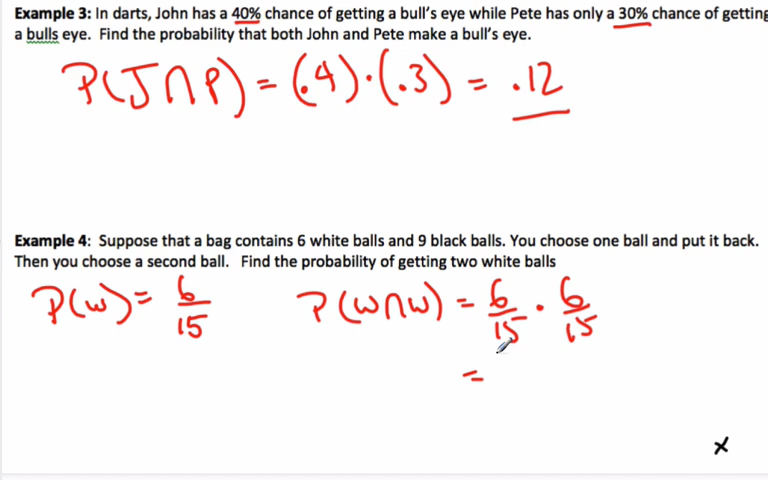 Example 3: In darts, John has a 40% chance of getting a bull's eye while Pete has only a 30% chance of getting
a bulls eye. Find the probability that both John and Pete make a bull's eye.
P(J∩P) = (.4)·(.3) = .12
Example 4: Suppose that a bag contains 6 white balls and 9 black balls. You choose one ball and put it back.
Then you choose a second ball. Find the probability of getting two white balls
P(w) = 6/15 P(w∩w) = 6/15 · 6/15
=
x